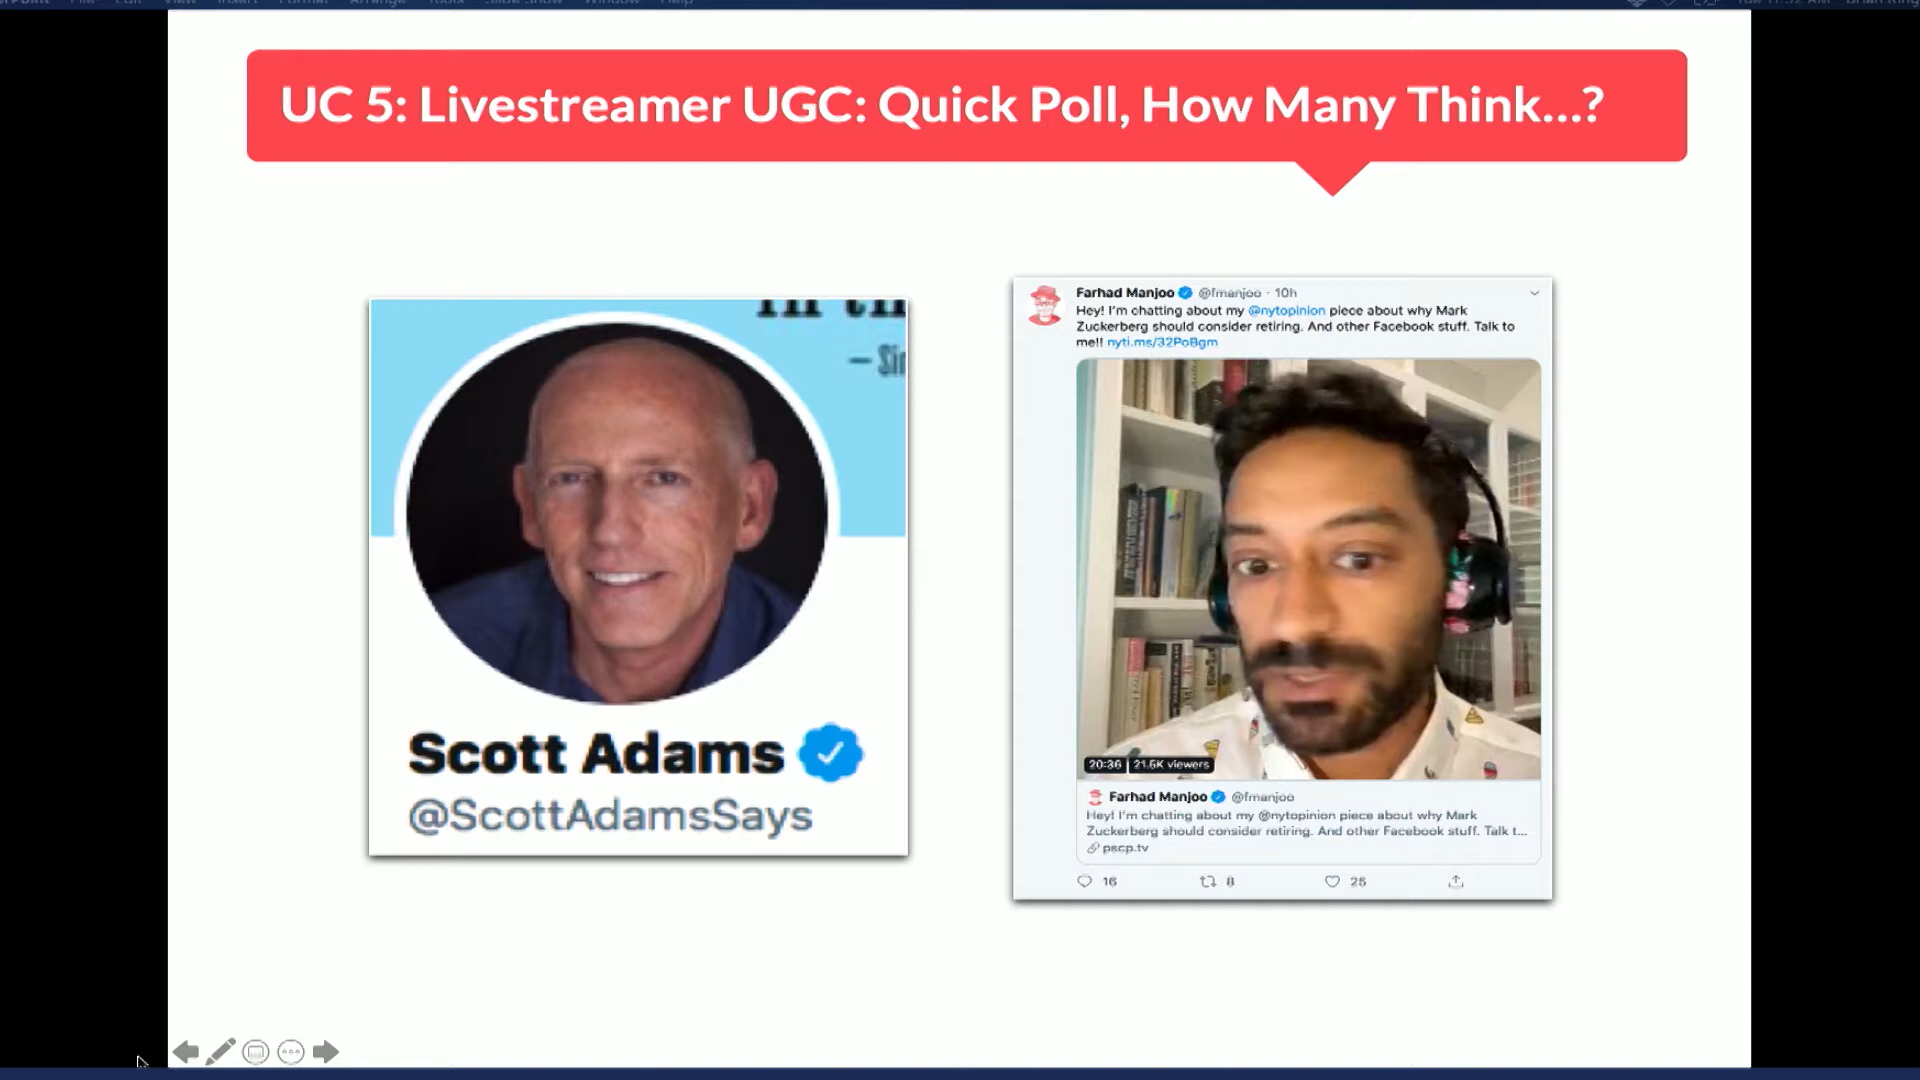 Slide Show
UC 5: Livestreamer UGC: Quick Poll, How Many Think...?
Scott Adams
@ScottAdamsSays
Farhad Manjoo @fmanjoo · 10h
Hey! I'm chatting about my @nytopinion piece about why Mark
Zuckerberg should consider retiring. And other Facebook stuff. Talk to
me!! nyti.ms/32PoBgm
20:36 21.5K viewers
Farhad Manjoo @fmanjoo
Hey! I'm chatting about my @nytopinion piece about why Mark
Zuckerberg should consider retiring. And other Facebook stuff. Talk t...
pscp.tv
16 8 25